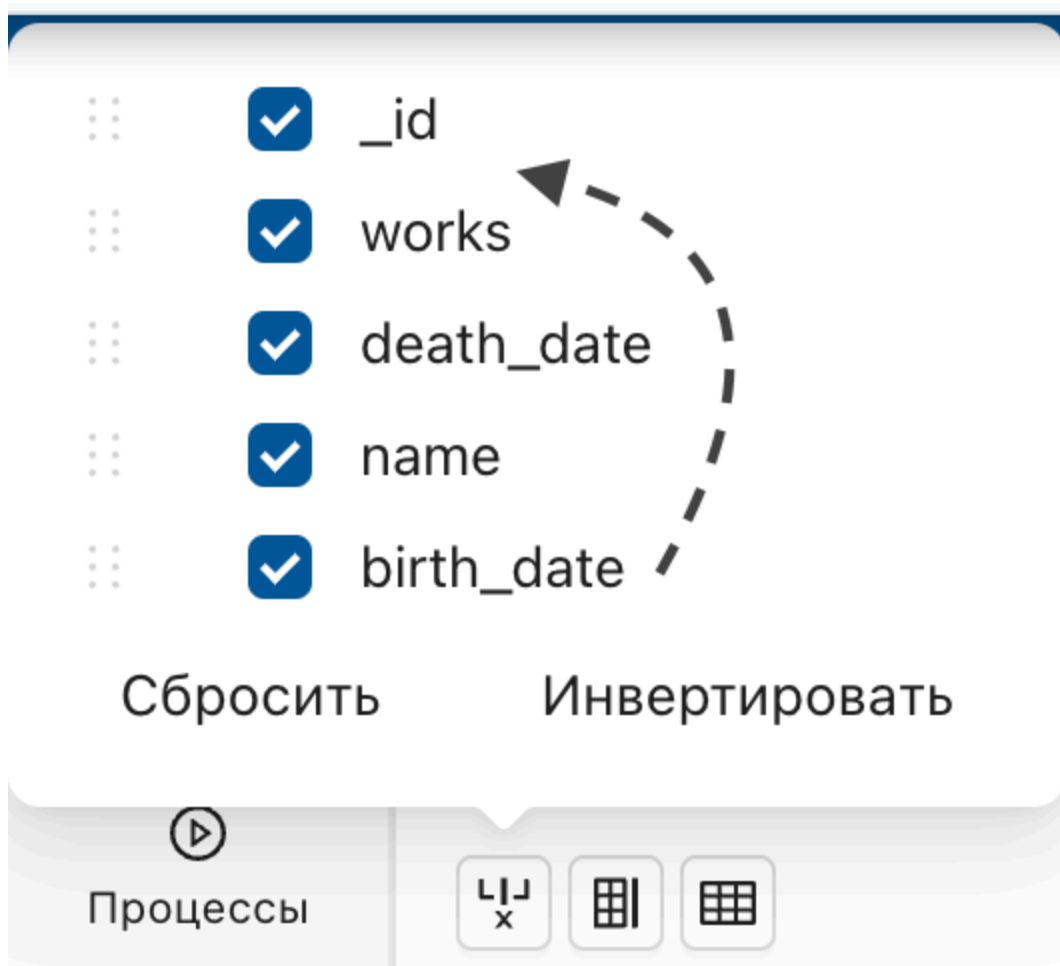 _id
works
death_date
name
birth_date
Сбросить Инвертировать
Процессы